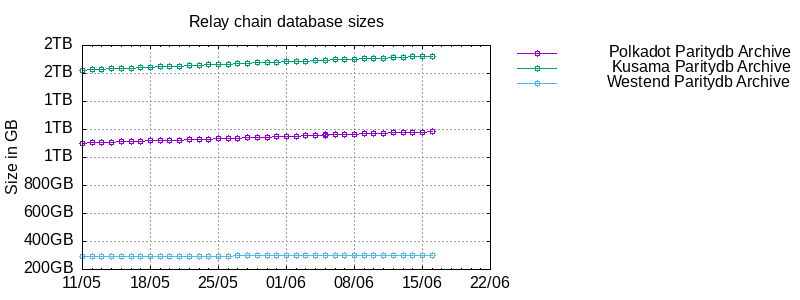 Relay chain database sizes
Polkadot Paritydb Archive
Kusama Paritydb Archive
Westend Paritydb Archive
Size in GB
2TB
2TB
1TB
1TB
1TB
800GB
600GB
400GB
200GB
11/05 18/05 25/05 01/06 08/06 15/06 22/06